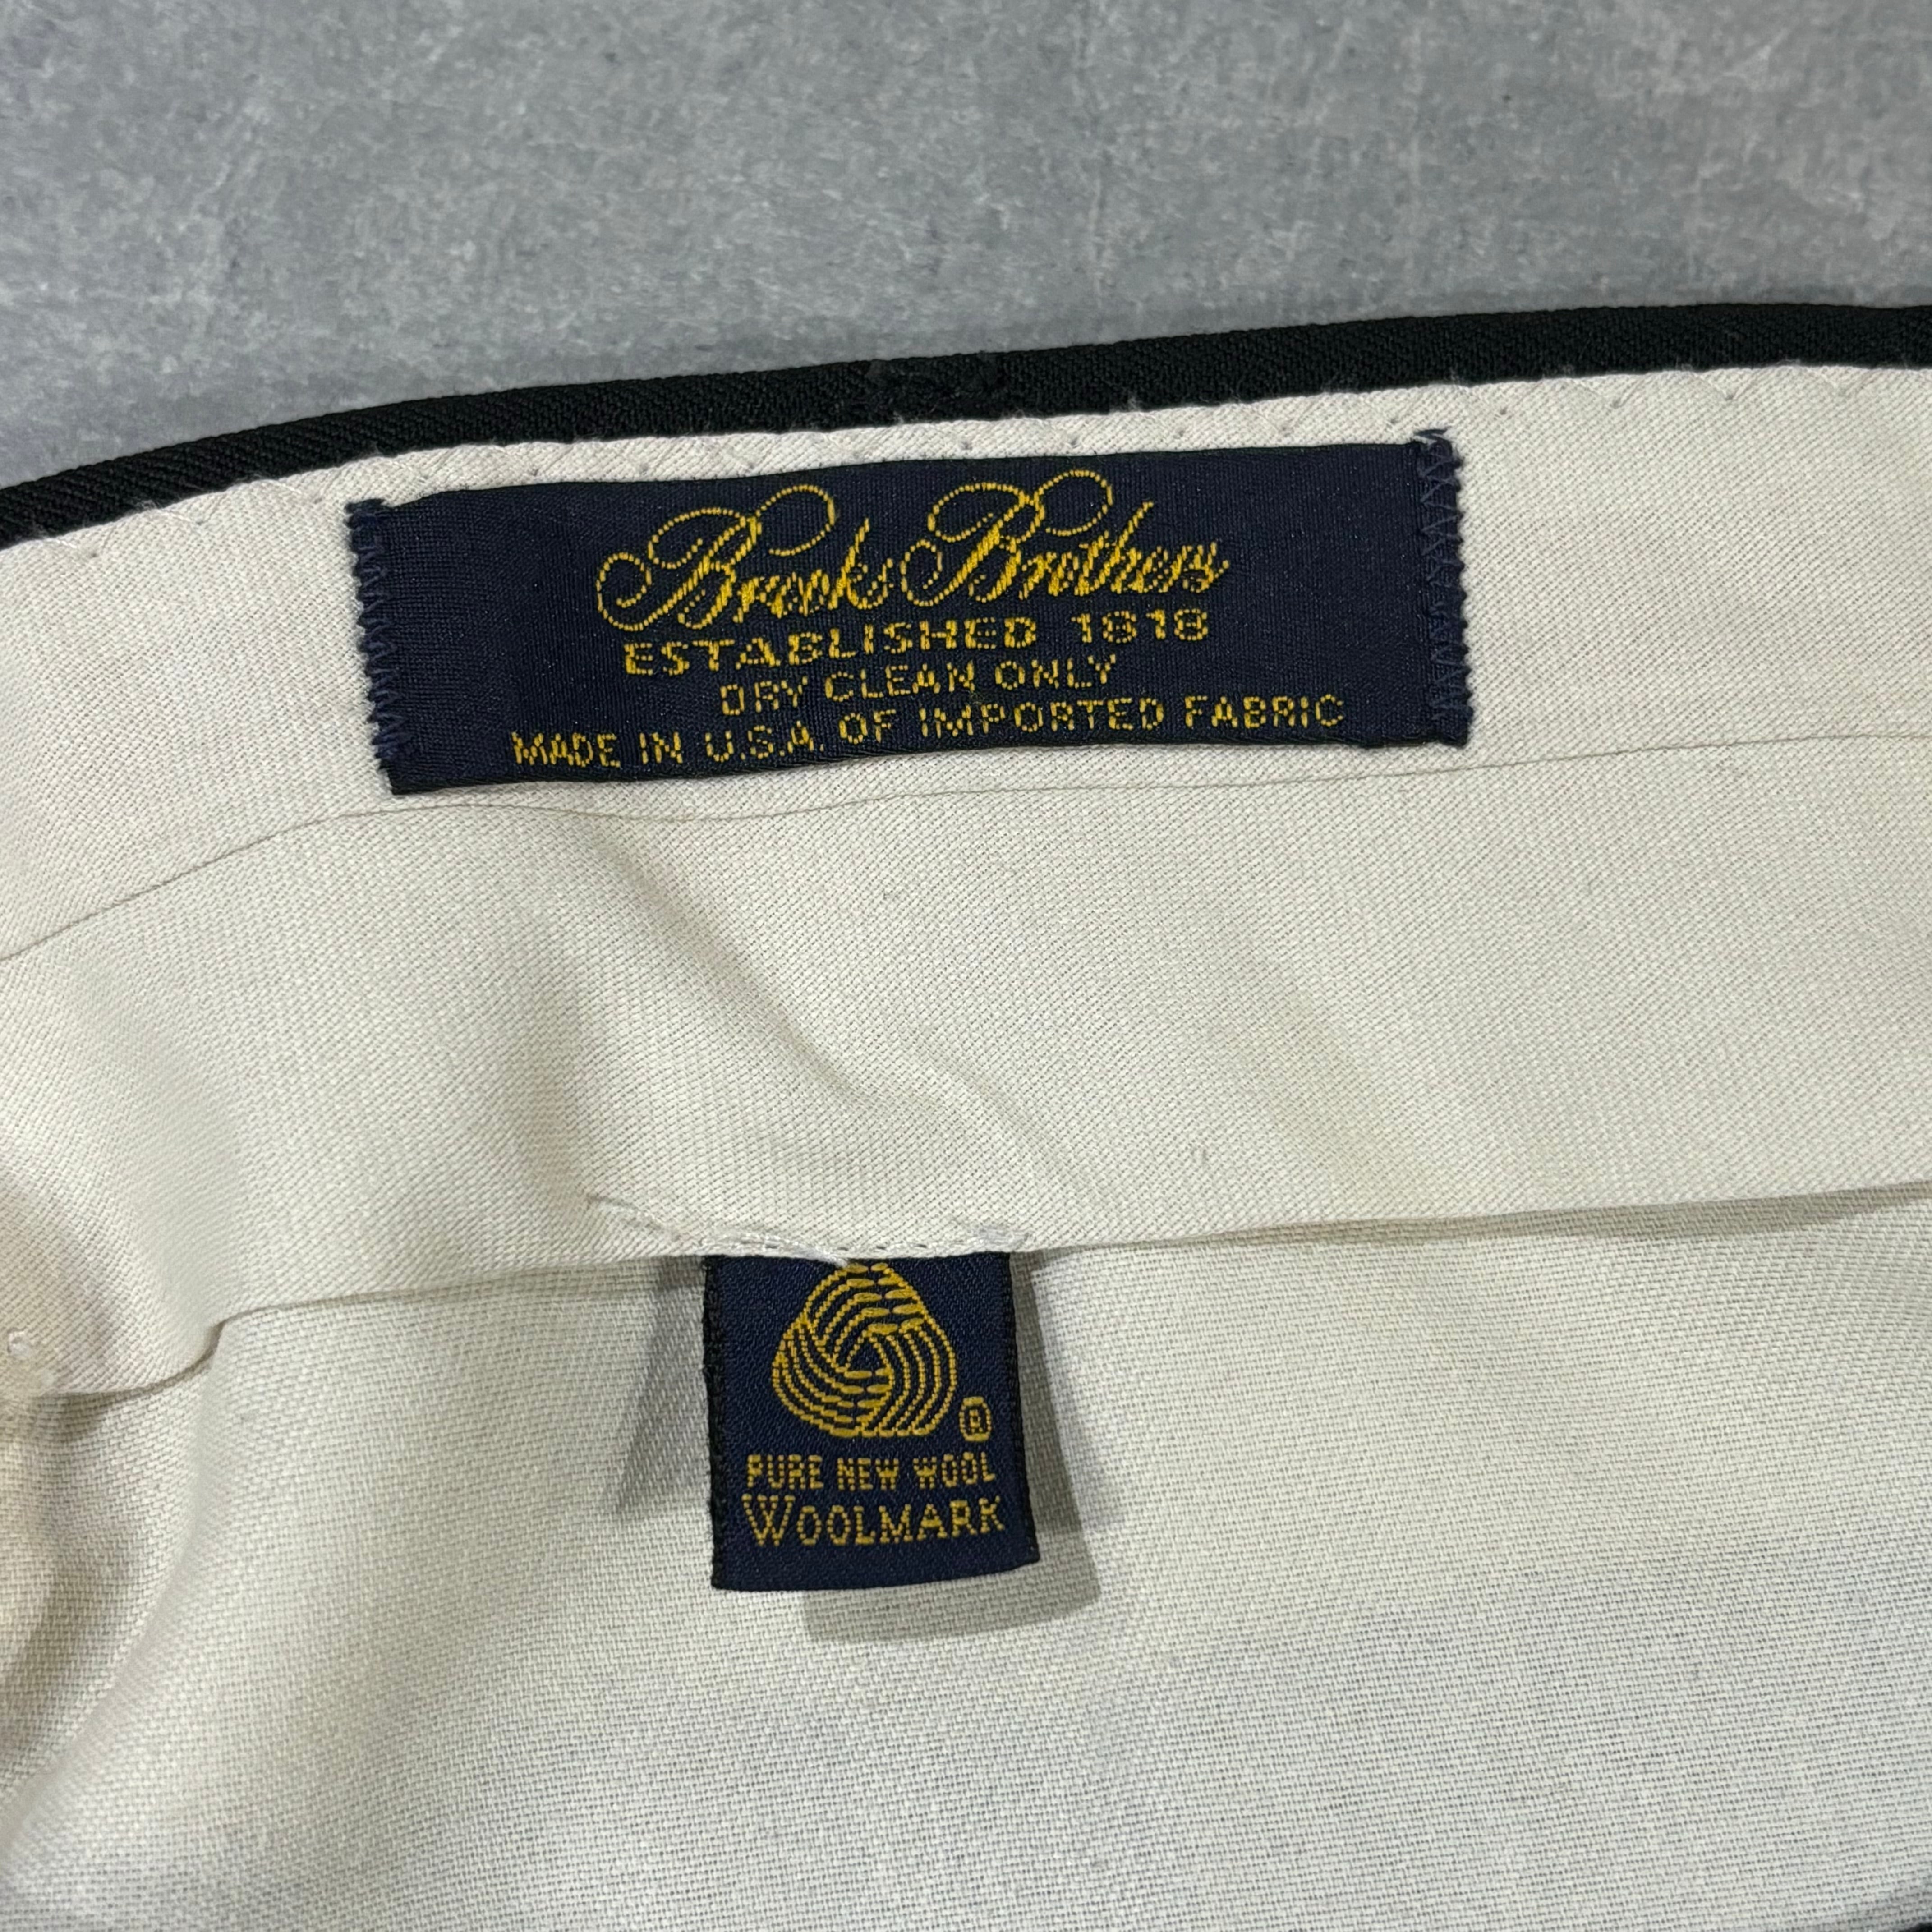 Brooks Brothers
ESTABLISHED 1818
DRY CLEAN ONLY
MADE IN U.S.A. OF IMPORTED FABRIC
®
PURE NEW WOOL
WOOLMARK